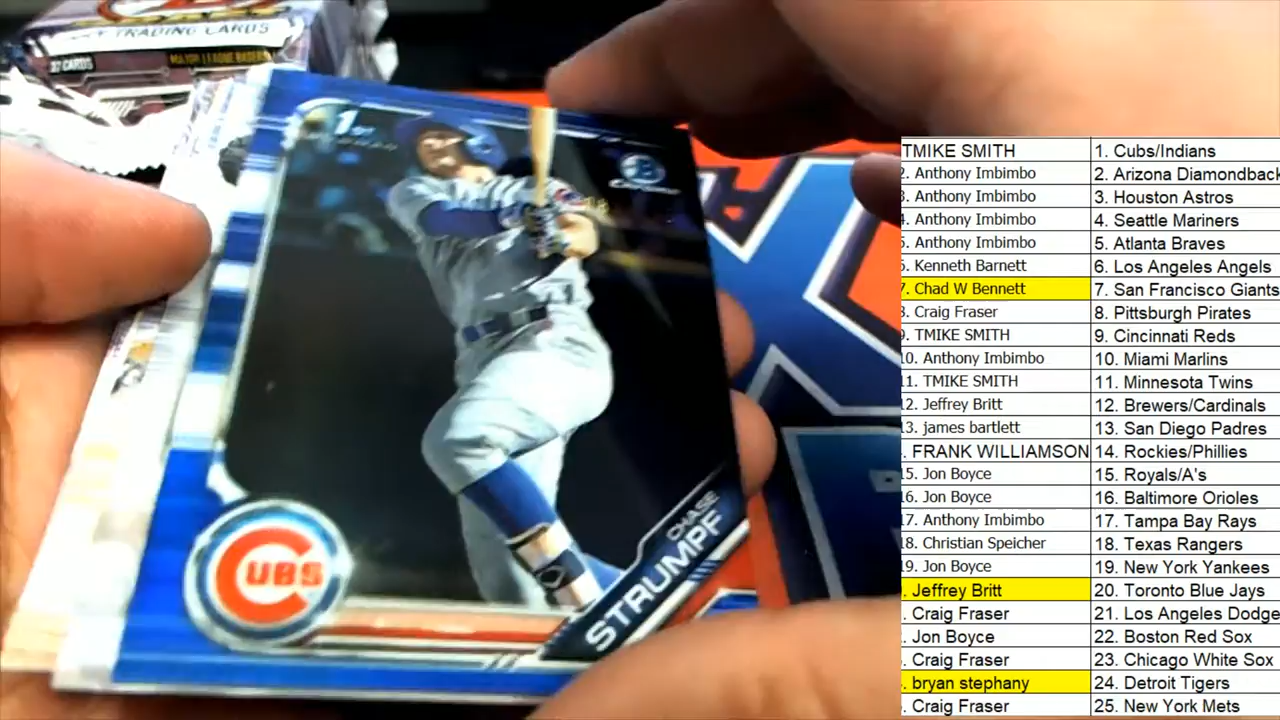 TRADING CARDS
37 CARDS
MAJOR LEAGUE BASEB
1st
CHASE
STRUMPF
CUBS
TMIKE SMITH 1. Cubs/Indians
2. Anthony Imbimbo 2. Arizona Diamondback
3. Anthony Imbimbo 3. Houston Astros
4. Anthony Imbimbo 4. Seattle Mariners
5. Anthony Imbimbo 5. Atlanta Braves
6. Kenneth Barnett 6. Los Angeles Angels
7. Chad W Bennett 7. San Francisco Giants
8. Craig Fraser 8. Pittsburgh Pirates
9. TMIKE SMITH 9. Cincinnati Reds
10. Anthony Imbimbo 10. Miami Marlins
11. TMIKE SMITH 11. Minnesota Twins
12. Jeffrey Britt 12. Brewers/Cardinals
13. james bartlett 13. San Diego Padres
. FRANK WILLIAMSON 14. Rockies/Phillies
15. Jon Boyce 15. Royals/A's
16. Jon Boyce 16. Baltimore Orioles
17. Anthony Imbimbo 17. Tampa Bay Rays
18. Christian Speicher 18. Texas Rangers
19. Jon Boyce 19. New York Yankees
. Jeffrey Britt 20. Toronto Blue Jays
. Craig Fraser 21. Los Angeles Dodge
. Jon Boyce 22. Boston Red Sox
. Craig Fraser 23. Chicago White Sox
. bryan stephany 24. Detroit Tigers
. Craig Fraser 25. New York Mets